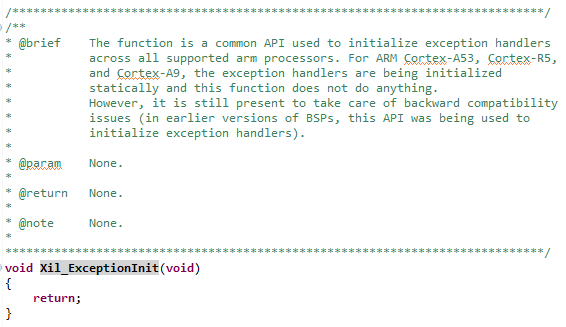 /*****************************************************************************/
/**
* @brief    The function is a common API used to initialize exception handlers
*           across all supported arm processors. For ARM Cortex-A53, Cortex-R5,
*           and Cortex-A9, the exception handlers are being initialized
*           statically and this function does not do anything.
*           However, it is still present to take care of backward compatibility
*           issues (in earlier versions of BSPs, this API was being used to
*           initialize exception handlers).
*
* @param    None.
*
* @return   None.
*
* @note     None.
*
******************************************************************************/
void Xil_ExceptionInit(void)
{
    return;
}